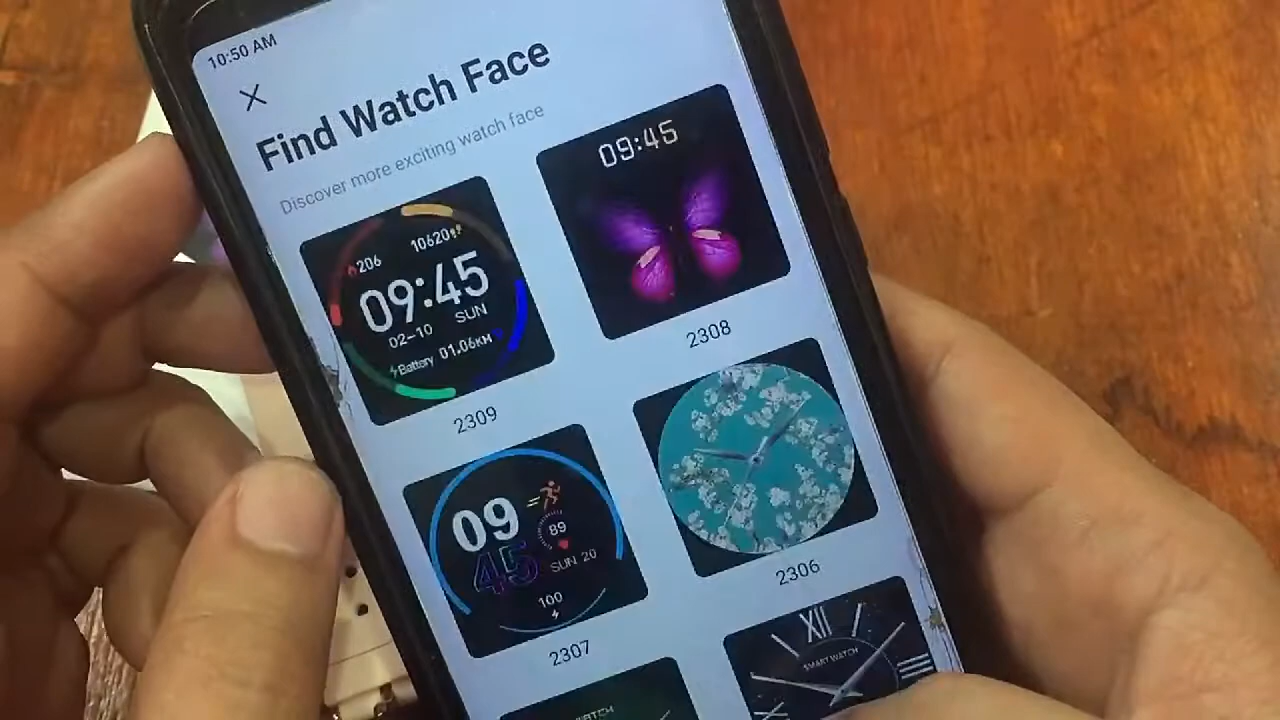 10:50 AM
Find Watch Face
Discover more exciting watch face
206
10620
09:45
02-10 SUN
Battery 01.06KM
2309
09:45
2308
09
45
89
SUN 20
100
2307
2306
XII
SMART WATCH